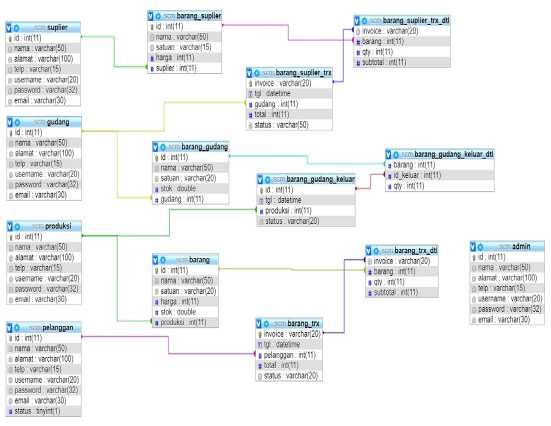 scm suplier
id : int(11)
nama : varchar(50)
alamat : varchar(100)
telp : varchar(15)
username : varchar(20)
password : varchar(32)
email : varchar(30)
scm barang_suplier
id : int(11)
nama : varchar(50)
satuan : varchar(15)
harga : int(11)
suplier : int(11)
scm barang_suplier_trx_dtl
invoice : varchar(20)
barang : int(11)
qty : int(11)
subtotal : int(11)
scm barang_suplier_trx
invoice : varchar(20)
tgl : datetime
gudang : int(11)
total : int(11)
status : varchar(50)
scm gudang
id : int(11)
nama : varchar(50)
alamat : varchar(100)
telp : varchar(15)
username : varchar(20)
password : varchar(32)
email : varchar(30)
scm barang_gudang
id : int(11)
nama : varchar(50)
satuan : varchar(20)
stok : double
gudang : int(11)
scm barang_gudang_keluar_dtl
barang : int(11)
id_keluar : int(11)
qty : int(11)
scm barang_gudang_keluar
id : int(11)
tgl : datetime
produksi : int(11)
status : varchar(20)
scm produksi
id : int(11)
nama : varchar(50)
alamat : varchar(100)
telp : varchar(15)
username : varchar(20)
password : varchar(32)
email : varchar(30)
scm barang
id : int(11)
nama : varchar(50)
satuan : varchar(20)
harga : int(11)
stok : double
produksi : int(11)
scm barang_trx_dtl
invoice : varchar(20)
barang : int(11)
qty : int(11)
subtotal : int(11)
scm admin
id : int(11)
nama : varchar(50)
alamat : varchar(100)
telp : varchar(15)
username : varchar(20)
password : varchar(32)
email : varchar(30)
scm pelanggan
id : int(11)
nama : varchar(50)
alamat : varchar(100)
telp : varchar(15)
username : varchar(20)
password : varchar(32)
email : varchar(30)
status : tinyint(1)
scm barang_trx
invoice : varchar(20)
tgl : datetime
pelanggan : int(11)
total : int(11)
status : varchar(20)